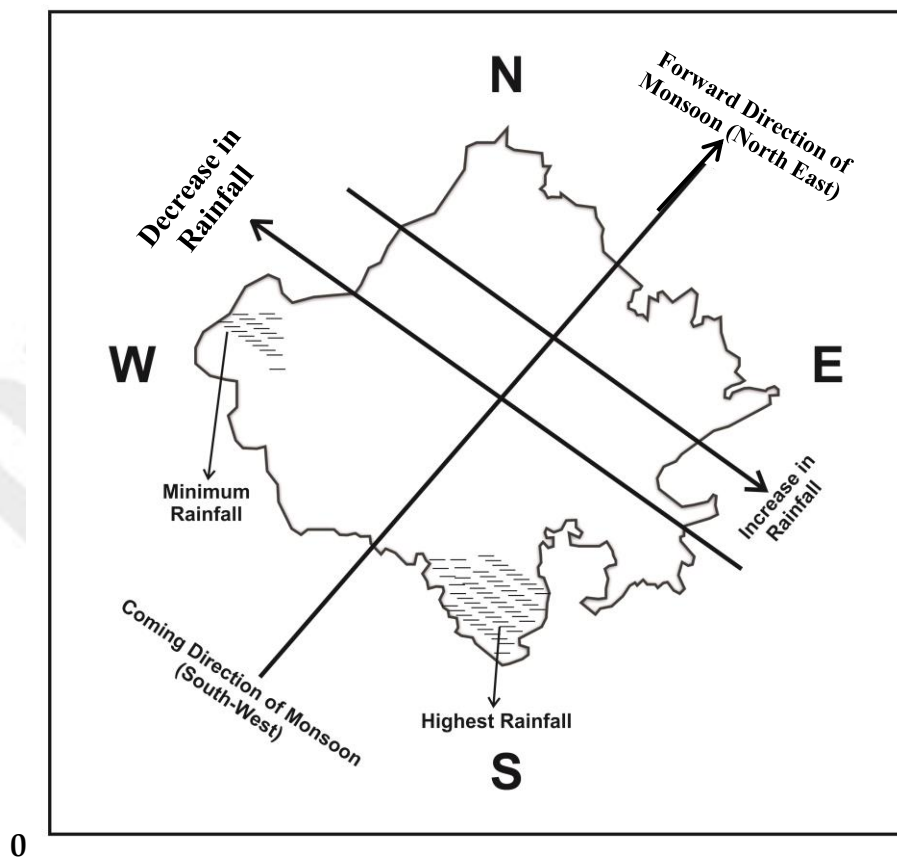 N
Forward Direction of
Monsoon (North East)
Decrease in
Rainfall
W
E
Minimum
Rainfall
Increase in
Rainfall
Coming Direction of Monsoon
(South-West)
Highest Rainfall
S
0